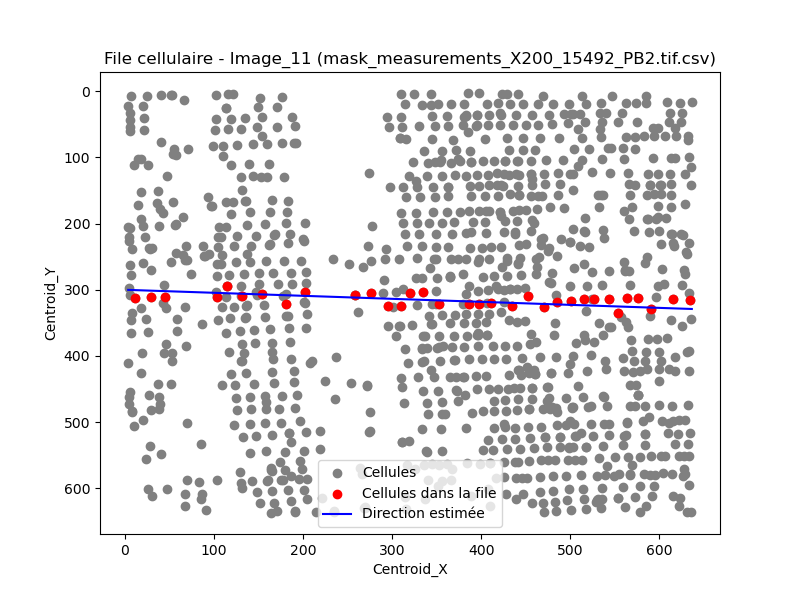 File cellulaire - Image_11 (mask_measurements_X200_15492_PB2.tif.csv)
0
100
200
300
400
500
600
Centroid_Y
Cellules
Cellules dans la file
Direction estimée
0 100 200 300 400 500 600
Centroid_X